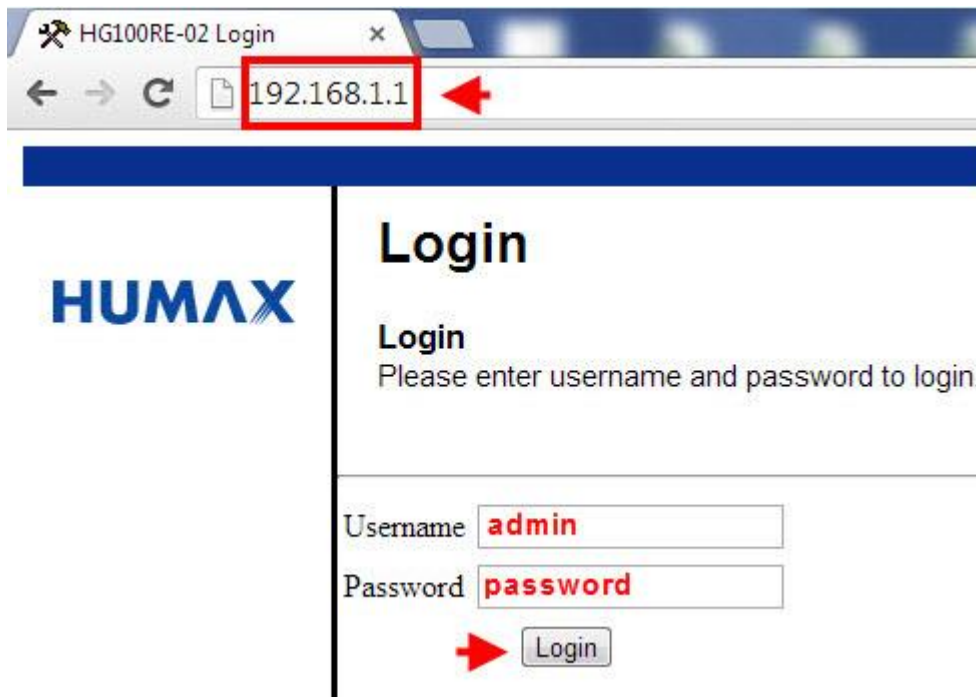 HG100RE-02 Login
192.168.1.1
HUMAX
Login
Login
Please enter username and password to login
Username admin
Password password
Login